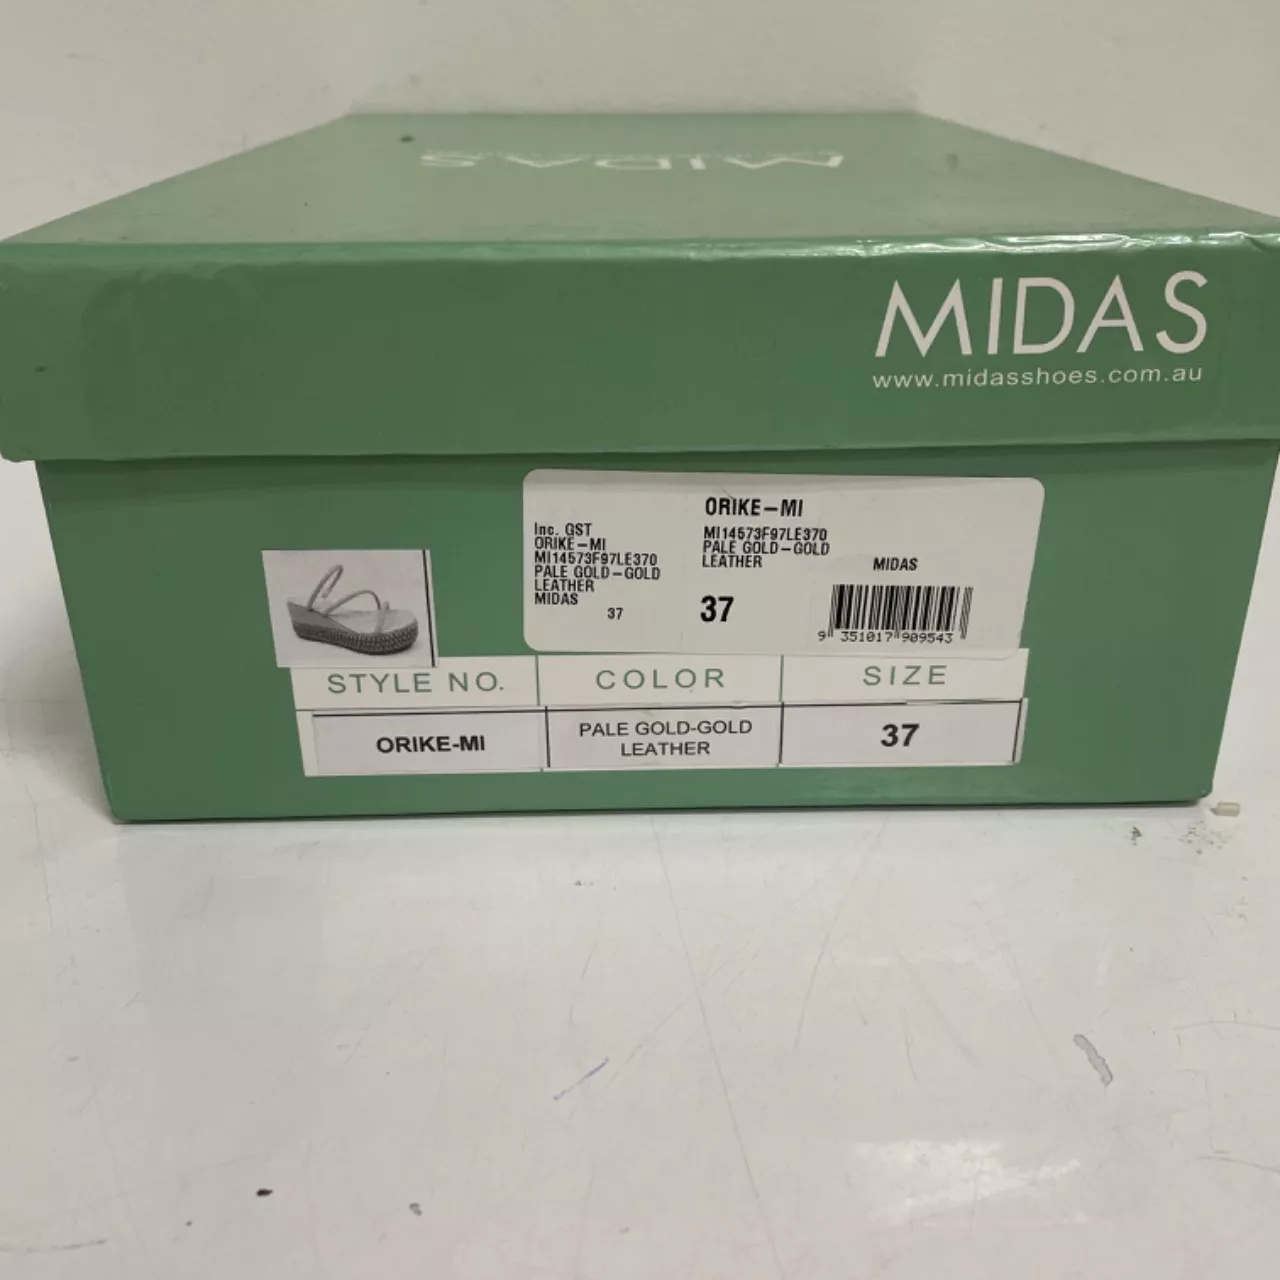 MIDAS
MIDAS
www.midasshoes.com.au
ORIKE-MI
Inc. GST
ORIKE-MI
MI14573F97LE370
PALE GOLD-GOLD
LEATHER
MIDAS
37
MI14573F97LE370
PALE GOLD-GOLD
LEATHER
37
MIDAS
9 351017 909543
STYLE NO. COLOR SIZE
ORIKE-MI PALE GOLD-GOLD LEATHER 37